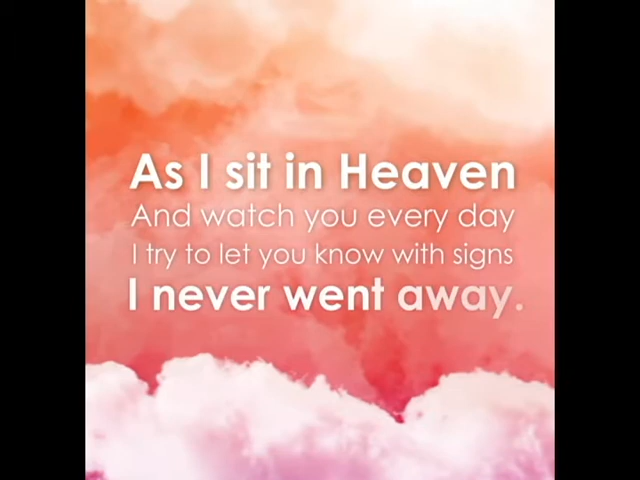 As I sit in Heaven
And watch you every day
I try to let you know with signs
I never went away.